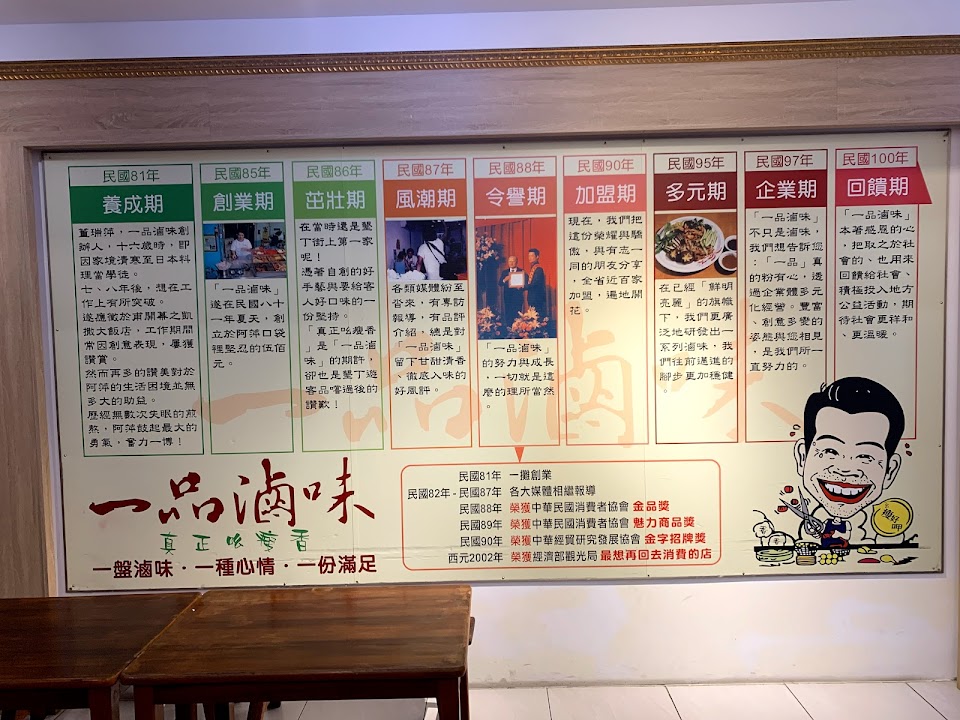 民國81年
養成期
董瑞萍，一品滷味創
辦人，十六歲時，即
因家境清寒至日本料
理當學徒。
七、八年後，想在工
作上有所突破。
遂應徵於甫開幕之凱
撒大飯店，工作期間
常因創意表現，屢獲
讚賞。
然而再多的讚美對於
阿萍的生活困境並無
多大的助益。
歷經無數次失眠的煎
熬，阿萍鼓起最大的
勇氣，奮力一博！
民國85年
創業期
「一品滷味」
遂在民國八十
一年夏天，創
立於阿萍口袋
裡堅忍的伍佰
元。
民國86年
茁壯期
在當時還是墾
丁街上第一家
呢！
憑著自創的好
手藝與要給客
人好口味的一
份堅持。
「真正呷瘦香
」是「一品滷
味」的期許，
卻也是墾丁遊
客品嚐過後的
讚歎！
民國87年
風潮期
各類媒體紛至
沓來，有專訪
報導，有品評
介紹，總是對
「一品滷味」
留下甘甜清香
、徹底入味的
好風評。
民國88年
令譽期
「一品滷味」
的努力與成長
，一切就是這
麼的理所當然
。
民國90年
加盟期
現在，我們把
這份榮耀與驕
傲，與有志一
同的朋友分享
，全省近百家
加盟，遍地開
花。
民國95年
多元期
在已經「鮮明
亮麗」的旗幟
下，我們更廣
泛地研發出一
系列滷味，我
們往前邁進的
腳步更加穩健
。
民國97年
企業期
「一品滷味」
不只是滷味，
我們想告訴您
：「一品」真
的粉有心，透
過企業體多元
化經營。豐富
、創意多變的
姿態與您相見
，是我們所一
直努力的。
民國100年
回饋期
「一品滷味」
本著感恩的心
，把取之於社
會的、也用來
回饋給社會、
積極投入地方
公益活動，期
待社會更祥和
、更溫暖。
一品滷味
一品滷味
真正呷瘦香
一盤滷味．一種心情．一份滿足
民國81年 一攤創業
民國82年-民國87年 各大媒體相繼報導
民國88年 榮獲中華民國消費者協會 金品獎
民國89年 榮獲中華民國消費者協會 魅力商品獎
民國90年 榮獲中華經貿研究發展協會 金字招牌獎
西元2002年 榮獲經濟部觀光局 最想再回去消費的店